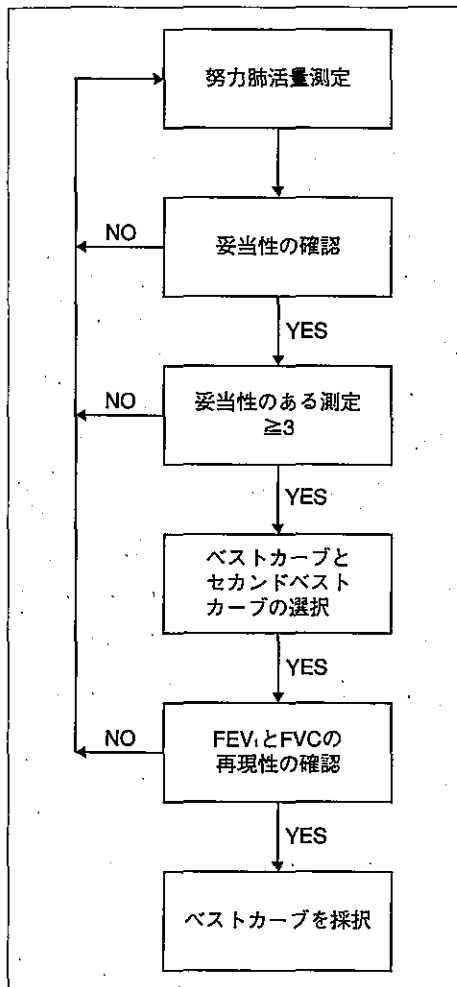 努力肺活量測定
妥当性の確認
NO
YES
妥当性のある測定
≧3
NO
YES
ベストカーブと
セカンドベスト
カーブの選択
YES
FEV₁とFVCの
再現性の確認
NO
YES
ベストカーブを採択